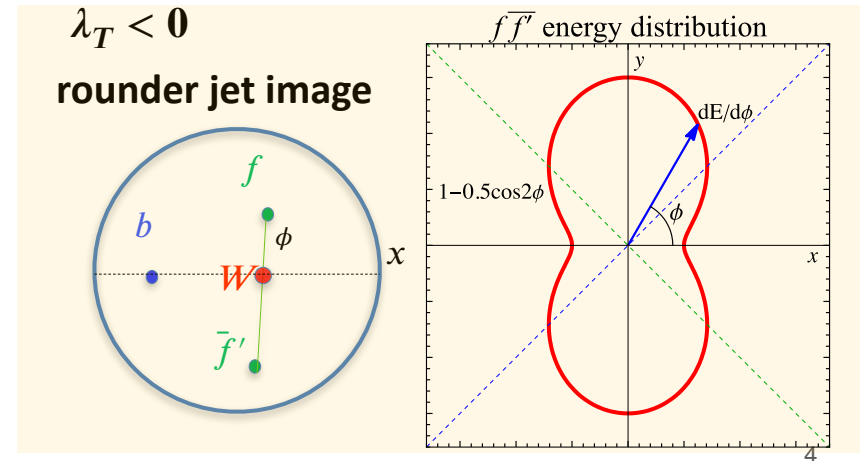 λ_T < 0
rounder jet image
f
b
ϕ
x
W
f̄ ′
f f̄′ energy distribution
y
dE/dϕ
1−0.5cos2ϕ
ϕ
x
4